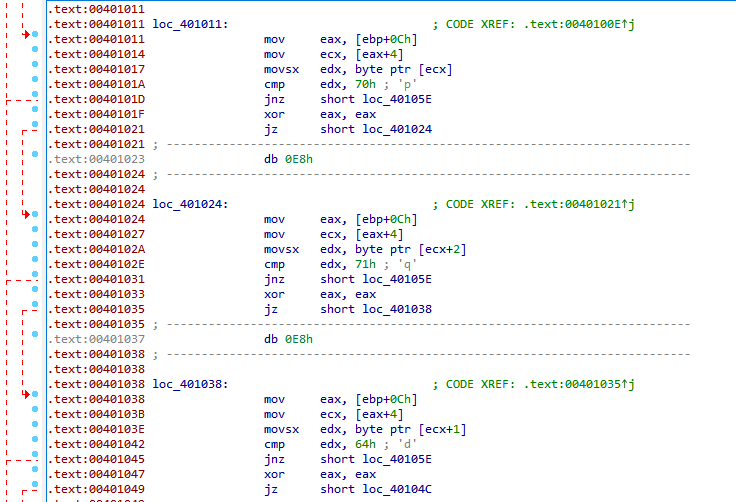 .text:00401011
.text:00401011 loc_401011: ; CODE XREF: .text:0040100E↑j
.text:00401011 mov eax, [ebp+0Ch]
.text:00401014 mov ecx, [eax+4]
.text:00401017 movsx edx, byte ptr [ecx]
.text:0040101A cmp edx, 70h ; 'p'
.text:0040101D jnz short loc_40105E
.text:0040101F xor eax, eax
.text:00401021 jz short loc_401024
.text:00401021 ; ---------------------------------------------------------------------------
.text:00401023 db 0E8h
.text:00401024 ; ---------------------------------------------------------------------------
.text:00401024
.text:00401024 loc_401024: ; CODE XREF: .text:00401021↑j
.text:00401024 mov eax, [ebp+0Ch]
.text:00401027 mov ecx, [eax+4]
.text:0040102A movsx edx, byte ptr [ecx+2]
.text:0040102E cmp edx, 71h ; 'q'
.text:00401031 jnz short loc_40105E
.text:00401033 xor eax, eax
.text:00401035 jz short loc_401038
.text:00401035 ; ---------------------------------------------------------------------------
.text:00401037 db 0E8h
.text:00401038 ; ---------------------------------------------------------------------------
.text:00401038
.text:00401038 loc_401038: ; CODE XREF: .text:00401035↑j
.text:00401038 mov eax, [ebp+0Ch]
.text:0040103B mov ecx, [eax+4]
.text:0040103E movsx edx, byte ptr [ecx+1]
.text:00401042 cmp edx, 64h ; 'd'
.text:00401045 jnz short loc_40105E
.text:00401047 xor eax, eax
.text:00401049 jz short loc_40104C